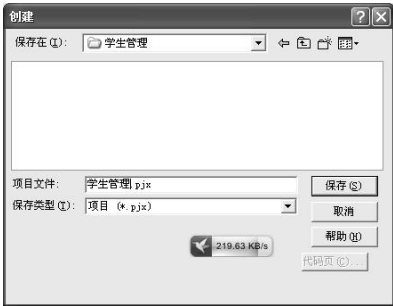 创建
保存在(I): 学生管理
项目文件: 学生管理.pjx 保存(S)
保存类型(T): 项目 (*.pjx) 取消
219.63 KB/s 帮助(H)
代码页(C)...